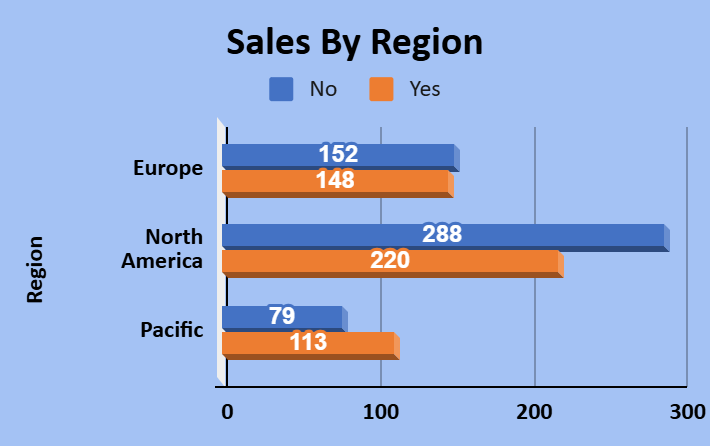 Sales By Region
No Yes
Region
Europe
152
148
North
America
288
220
Pacific
79
113
0 100 200 300